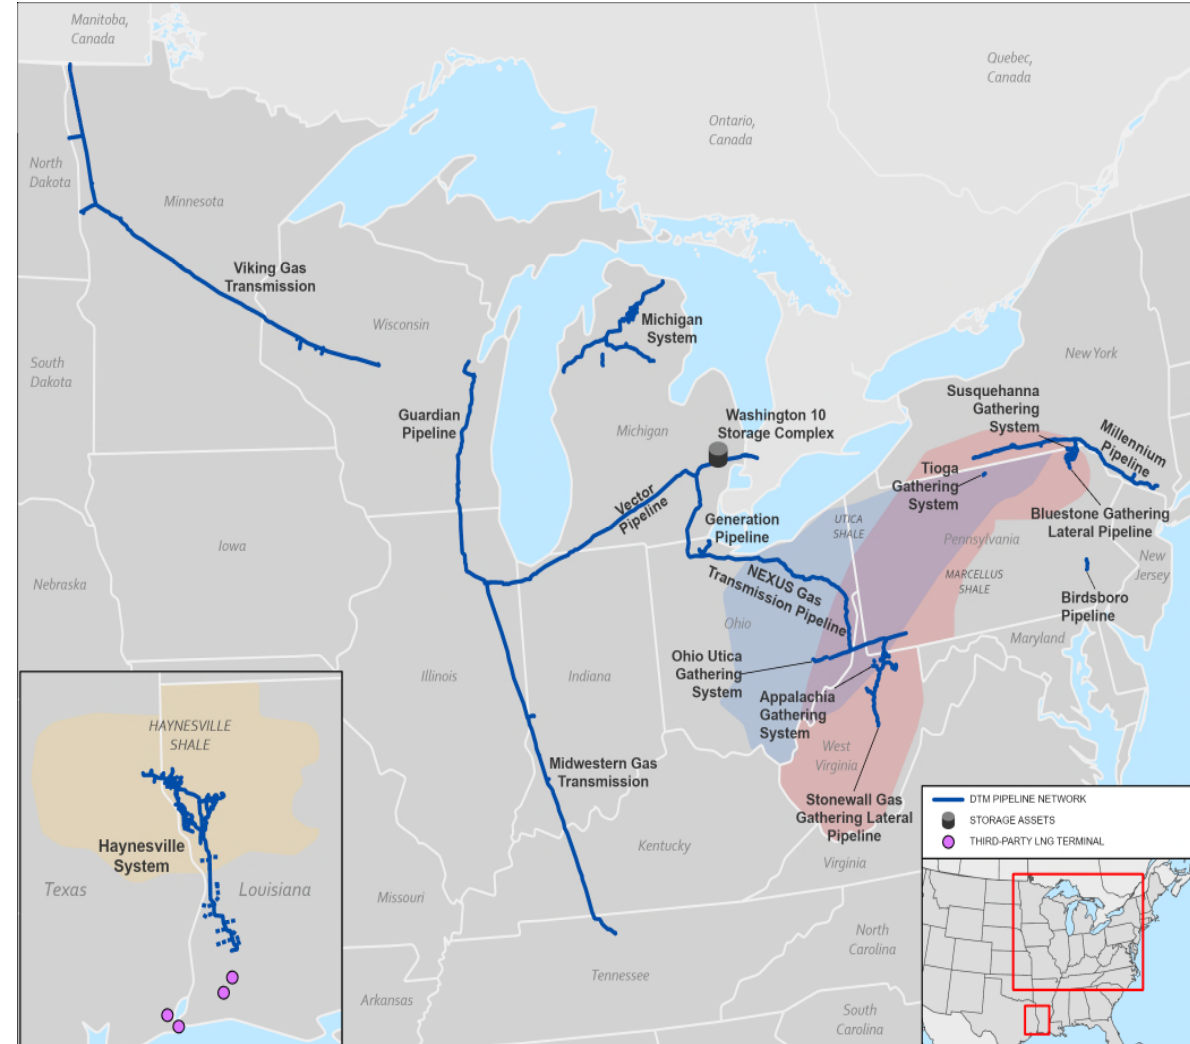 Manitoba,
Canada
Quebec,
Canada
Ontario,
Canada
North
Dakota
Minnesota
Viking Gas
Transmission
Wisconsin
Michigan
System
South
Dakota
New York
Guardian
Pipeline
Michigan
Washington 10
Storage Complex
Susquehanna
Gathering
System
Millennium
Pipeline
Tioga
Gathering
System
Vector
Pipeline
Generation
Pipeline
UTICA
SHALE
Bluestone Gathering
Lateral Pipeline
Pennsylvania
Iowa
Nebraska
NEXUS Gas
Transmission Pipeline
MARCELLUS
SHALE
New
Jersey
Birdsboro
Pipeline
Ohio
Maryland
Illinois
Indiana
Ohio Utica
Gathering
System
Appalachia
Gathering
System
West
Virginia
Midwestern Gas
Transmission
Stonewall Gas
Gathering Lateral
Pipeline
Kentucky
Virginia
Missouri
North
Carolina
Tennessee
Arkansas
South
Carolina
HAYNESVILLE
SHALE
Haynesville
System
Texas
Louisiana
DTM PIPELINE NETWORK
STORAGE ASSETS
THIRD-PARTY LNG TERMINAL